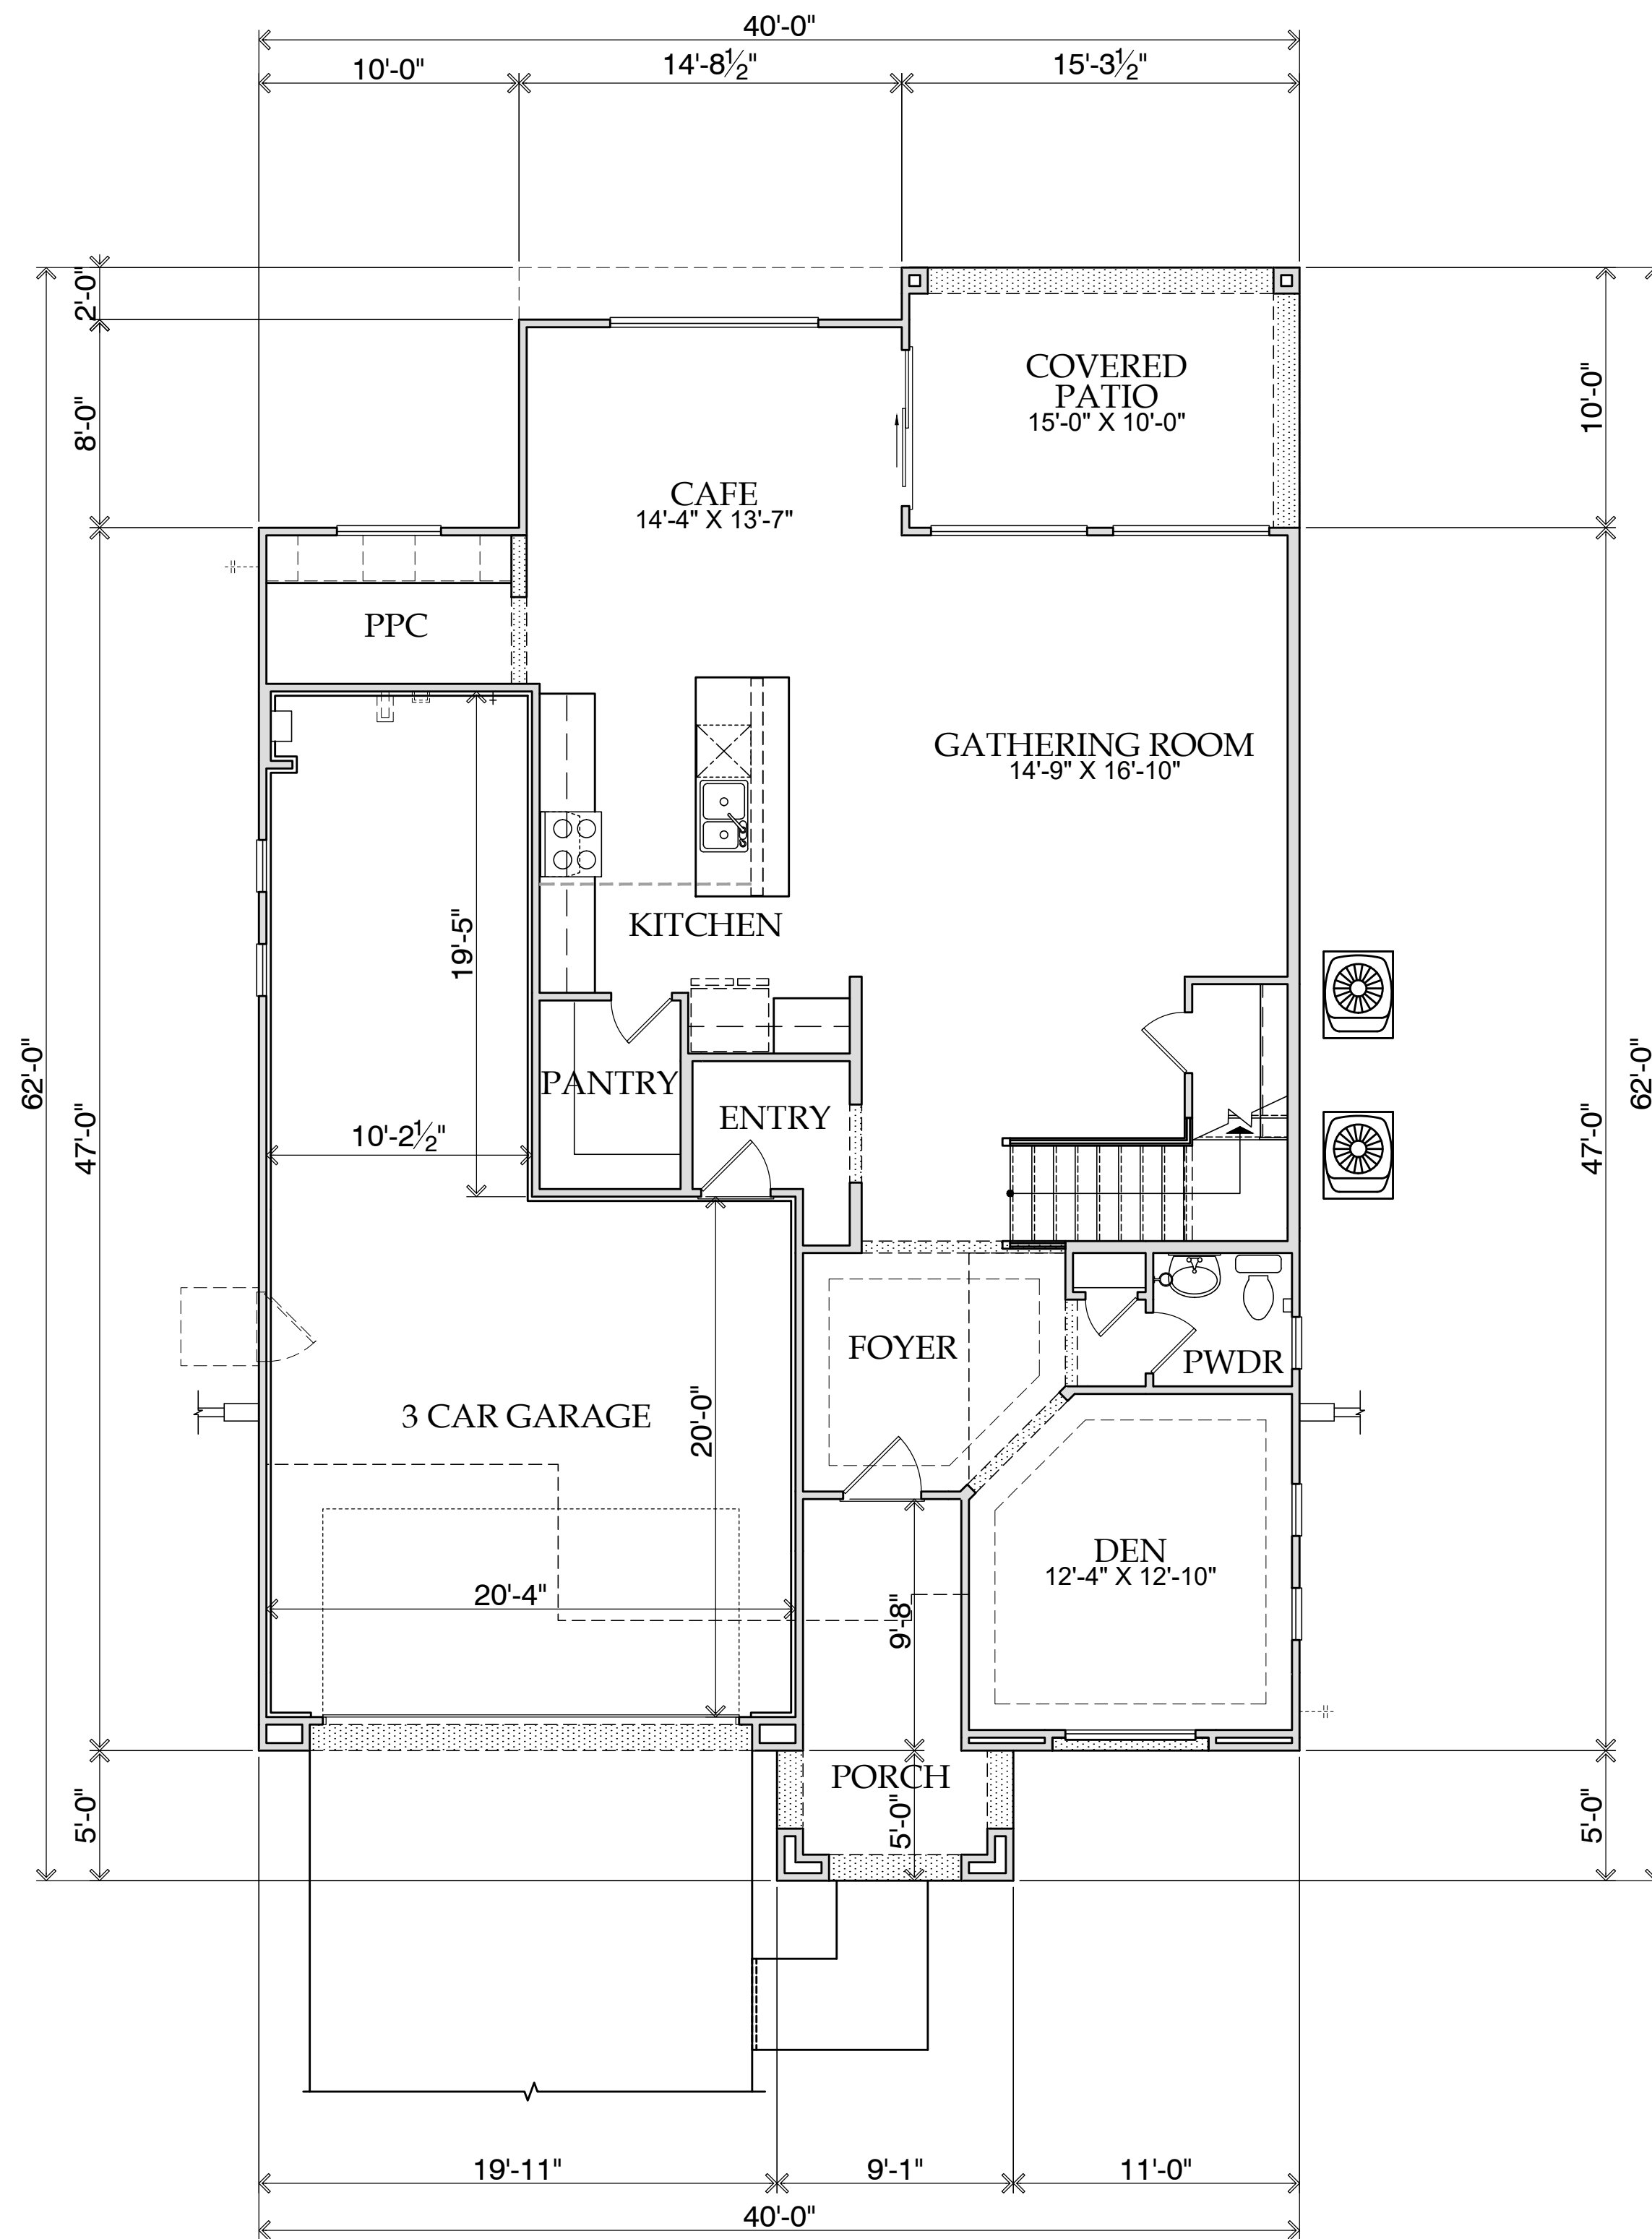 40'-0"
10'-0"
14'-8½"
15'-3½"
2'-0"
8'-0"
10'-0"
COVERED
PATIO
15'-0" X 10'-0"
CAFE
14'-4" X 13'-7"
PPC
GATHERING ROOM
14'-9" X 16'-10"
19'-5"
KITCHEN
62'-0"
47'-0"
10'-2½"
PANTRY
ENTRY
47'-0"
62'-0"
FOYER
PWDR
3 CAR GARAGE
20'-0"
DEN
12'-4" X 12'-10"
20'-4"
9'-8"
PORCH
5'-0"
5'-0"
5'-0"
19'-11"
9'-1"
11'-0"
40'-0"